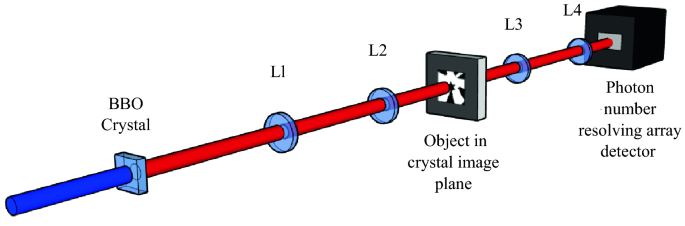 BBO
Crystal
L1
L2
Object in
crystal image
plane
L3
L4
Photon
number
resolving array
detector